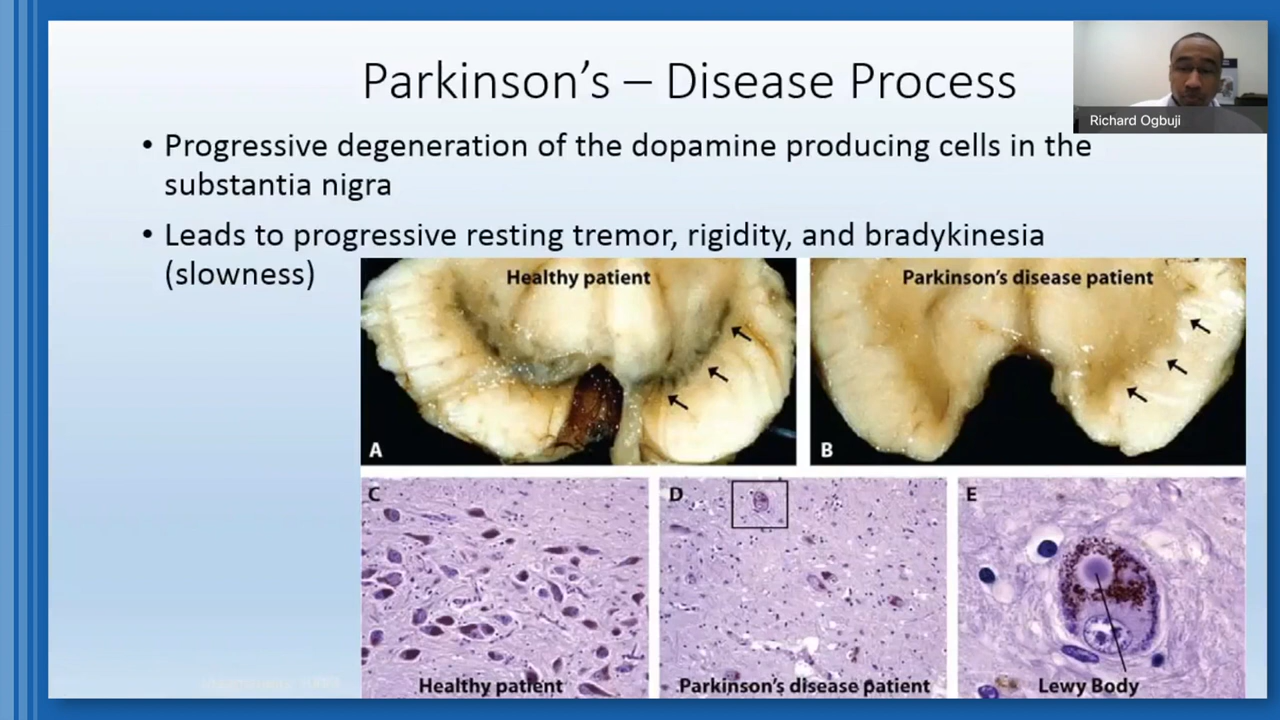 Parkinson's – Disease Process
Richard Ogbuji
• Progressive degeneration of the dopamine producing cells in the
substantia nigra
• Leads to progressive resting tremor, rigidity, and bradykinesia
(slowness)
Healthy patient
Parkinson's disease patient
A
B
C
D
E
Healthy patient
Parkinson's disease patient
Lewy Body